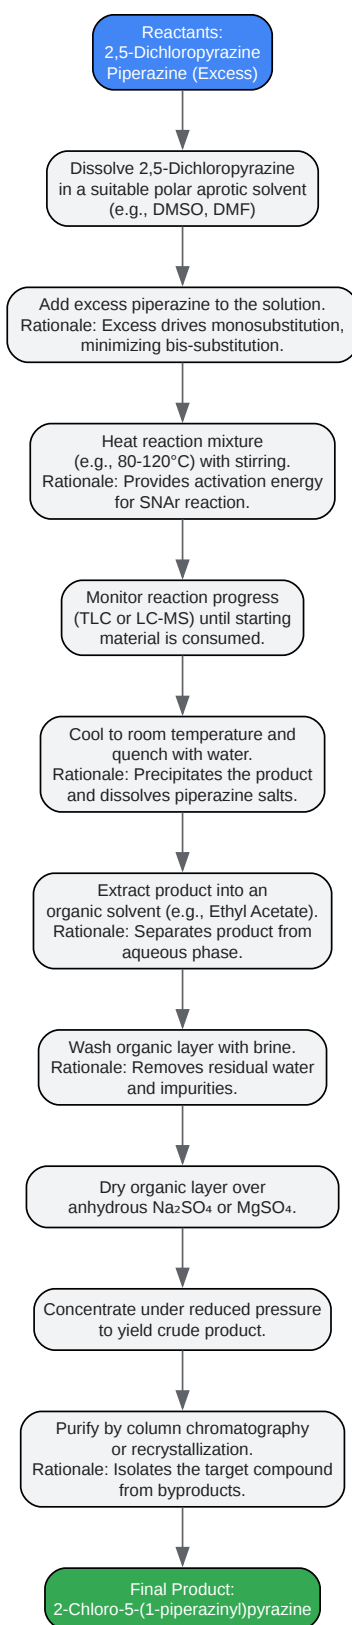 Reactants:
2,5-Dichloropyrazine
Piperazine (Excess)
Dissolve 2,5-Dichloropyrazine
in a suitable polar aprotic solvent
(e.g., DMSO, DMF)
Add excess piperazine to the solution.
Rationale: Excess drives monosubstitution,
minimizing bis-substitution.
Heat reaction mixture
(e.g., 80-120°C) with stirring.
Rationale: Provides activation energy
for SNAr reaction.
Monitor reaction progress
(TLC or LC-MS) until starting
material is consumed.
Cool to room temperature and
quench with water.
Rationale: Precipitates the product
and dissolves piperazine salts.
Extract product into an
organic solvent (e.g., Ethyl Acetate).
Rationale: Separates product from
aqueous phase.
Wash organic layer with brine.
Rationale: Removes residual water
and impurities.
Dry organic layer over
anhydrous Na₂SO₄ or MgSO₄.
Concentrate under reduced pressure
to yield crude product.
Purify by column chromatography
or recrystallization.
Rationale: Isolates the target compound
from byproducts.
Final Product:
2-Chloro-5-(1-piperazinyl)pyrazine